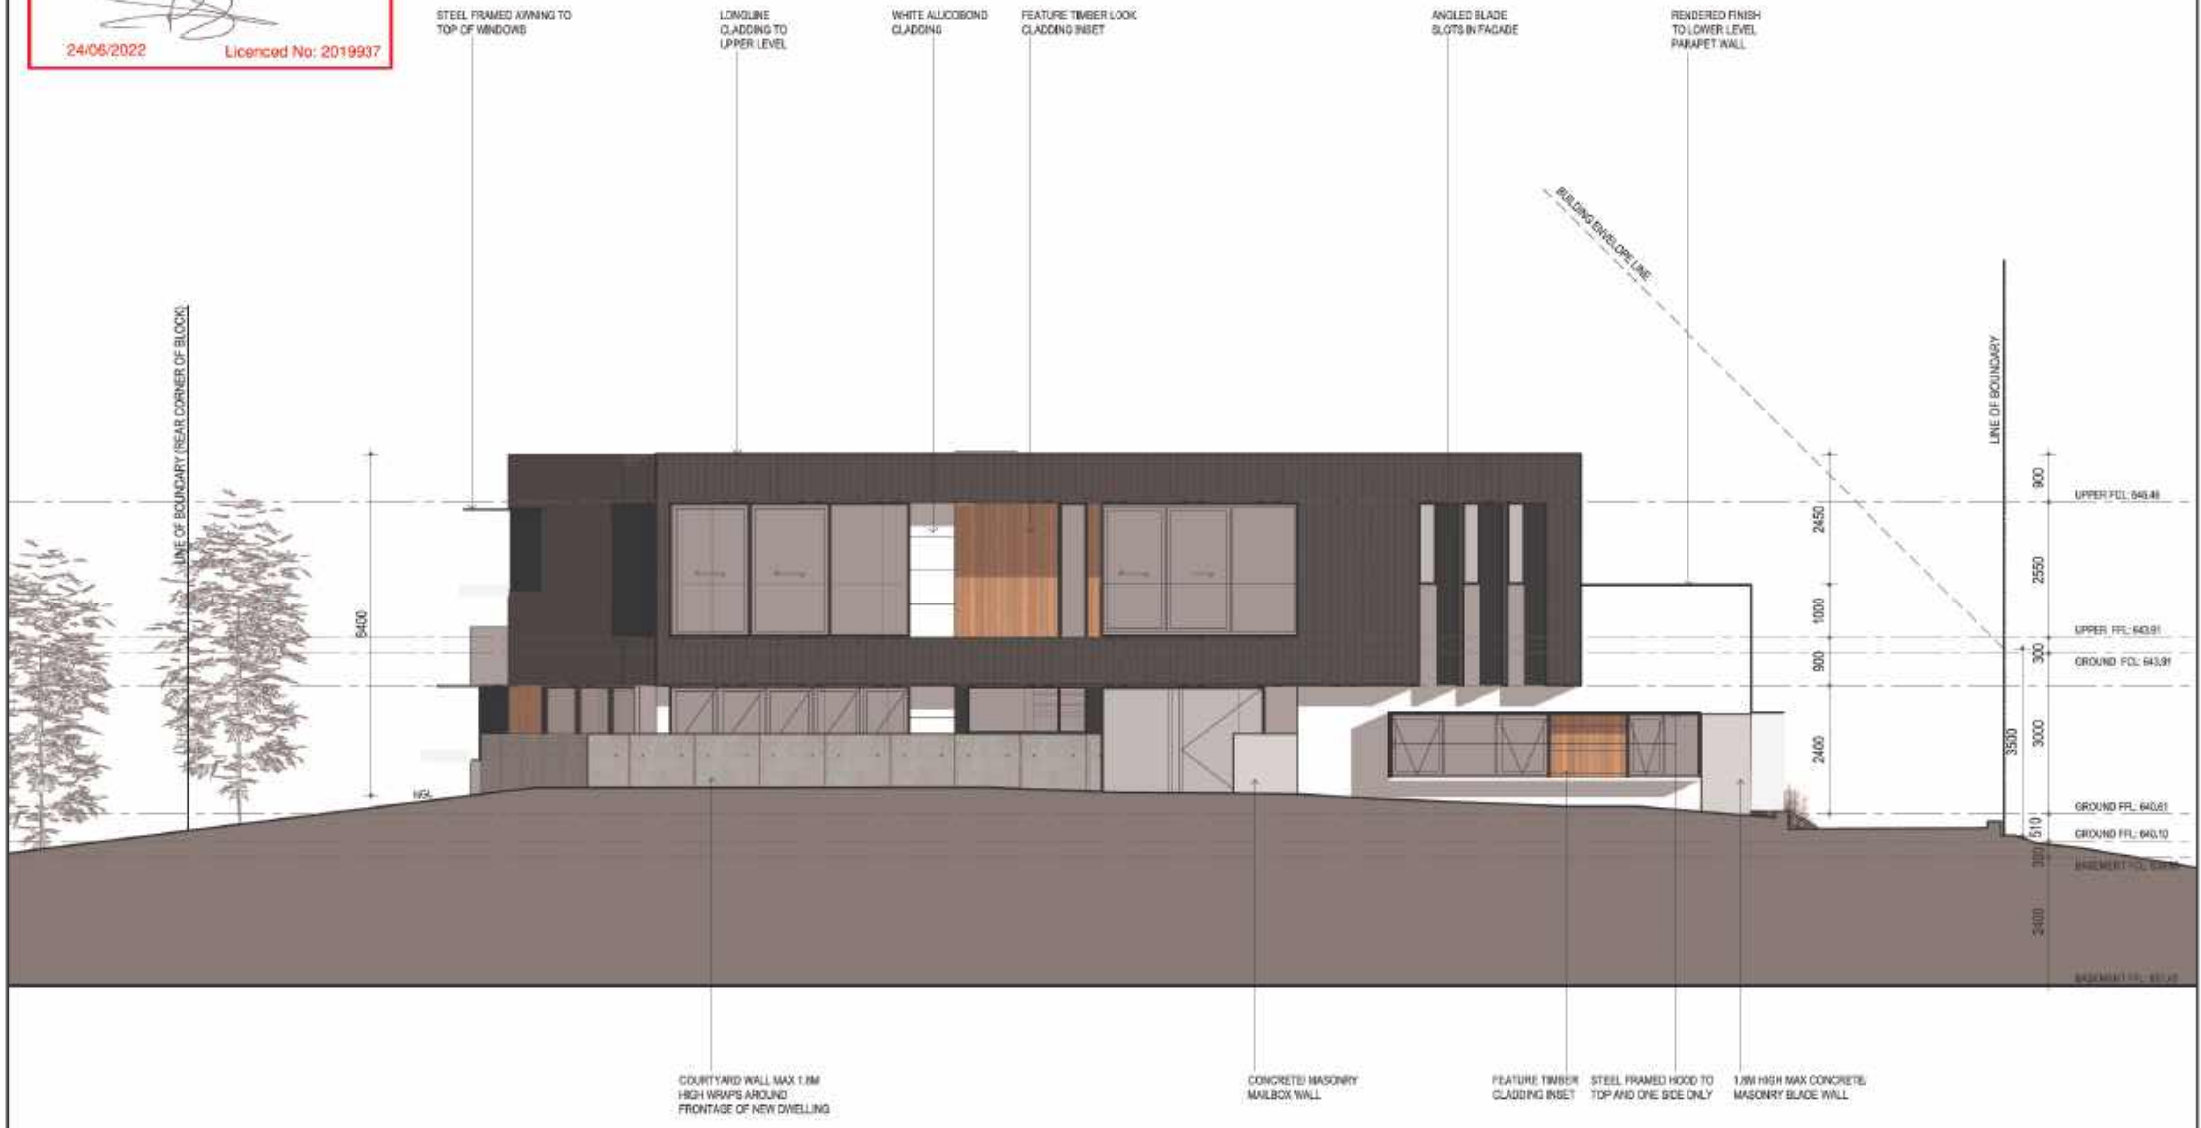 24/06/2022
Licenced No: 2019937
STEEL FRAMED AWNING TO
TOP OF WINDOWS
LONGLINE
CLADDING TO
UPPER LEVEL
WHITE ALUCOBOND
CLADDING
FEATURE TIMBER LOOK
CLADDING INSET
ANGLED BLADE
SLOTS IN FACADE
RENDERED FINISH
TO LOWER LEVEL
PARAPET WALL
BUILDING ENVELOPE LINE
LINE OF BOUNDARY (REAR CORNER OF BLOCK)
LINE OF BOUNDARY
6400
NGL
2450
1000
900
2400
900
2550
300
3000
3500
510
300
2400
UPPER FCL: 646.46
UPPER FFL: 643.91
GROUND FCL: 643.91
GROUND FFL: 640.61
GROUND FFL: 640.10
BASEMENT FCL:
BASEMENT FFL:
COURTYARD WALL MAX 1.8M
HIGH WRAPS AROUND
FRONTAGE OF NEW DWELLING
CONCRETE/ MASONRY
MAILBOX WALL
FEATURE TIMBER
CLADDING INSET
STEEL FRAMED HOOD TO
TOP AND ONE SIDE ONLY
1.8M HIGH MAX CONCRETE/
MASONRY BLADE WALL